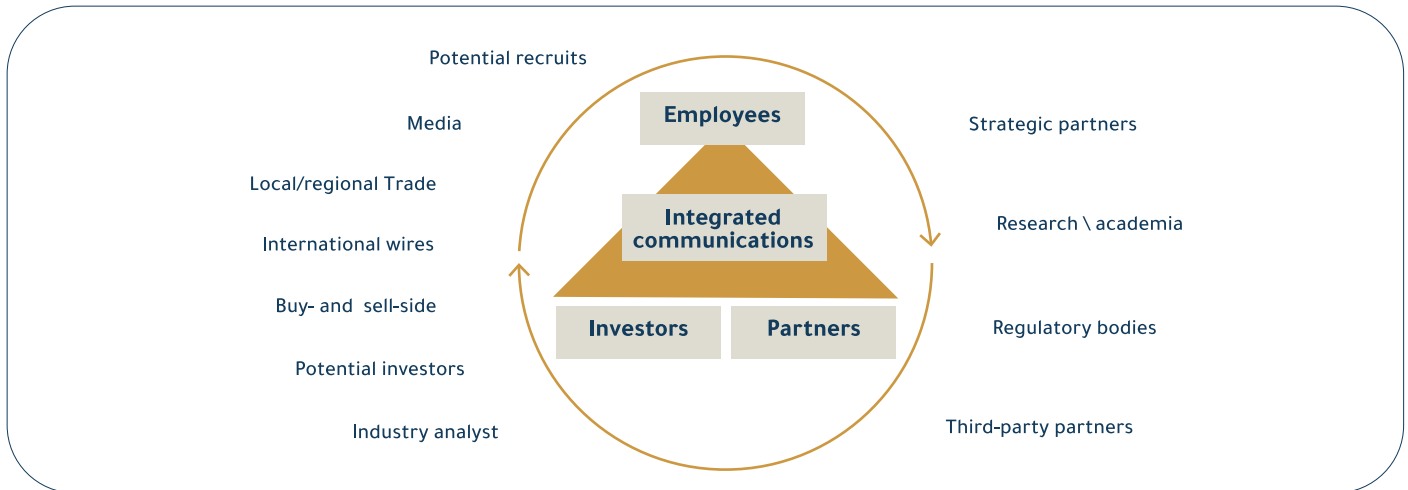 Potential recruits
Media
Local/regional Trade
International wires
Buy- and sell-side
Potential investors
Industry analyst
Employees
Integrated
communications
Investors
Partners
Strategic partners
Research \ academia
Regulatory bodies
Third-party partners